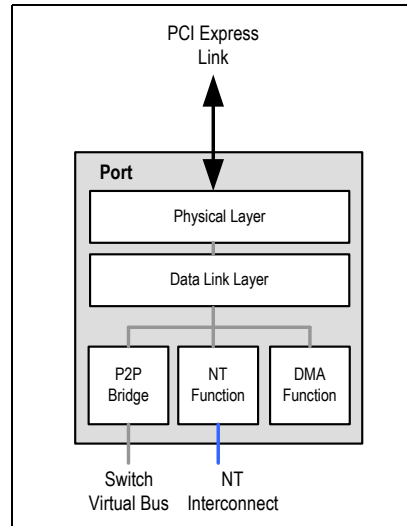 PCI Express
Link
Port
Physical Layer
Data Link Layer
P2P
Bridge
NT
Function
DMA
Function
Switch
Virtual Bus
NT
Interconnect